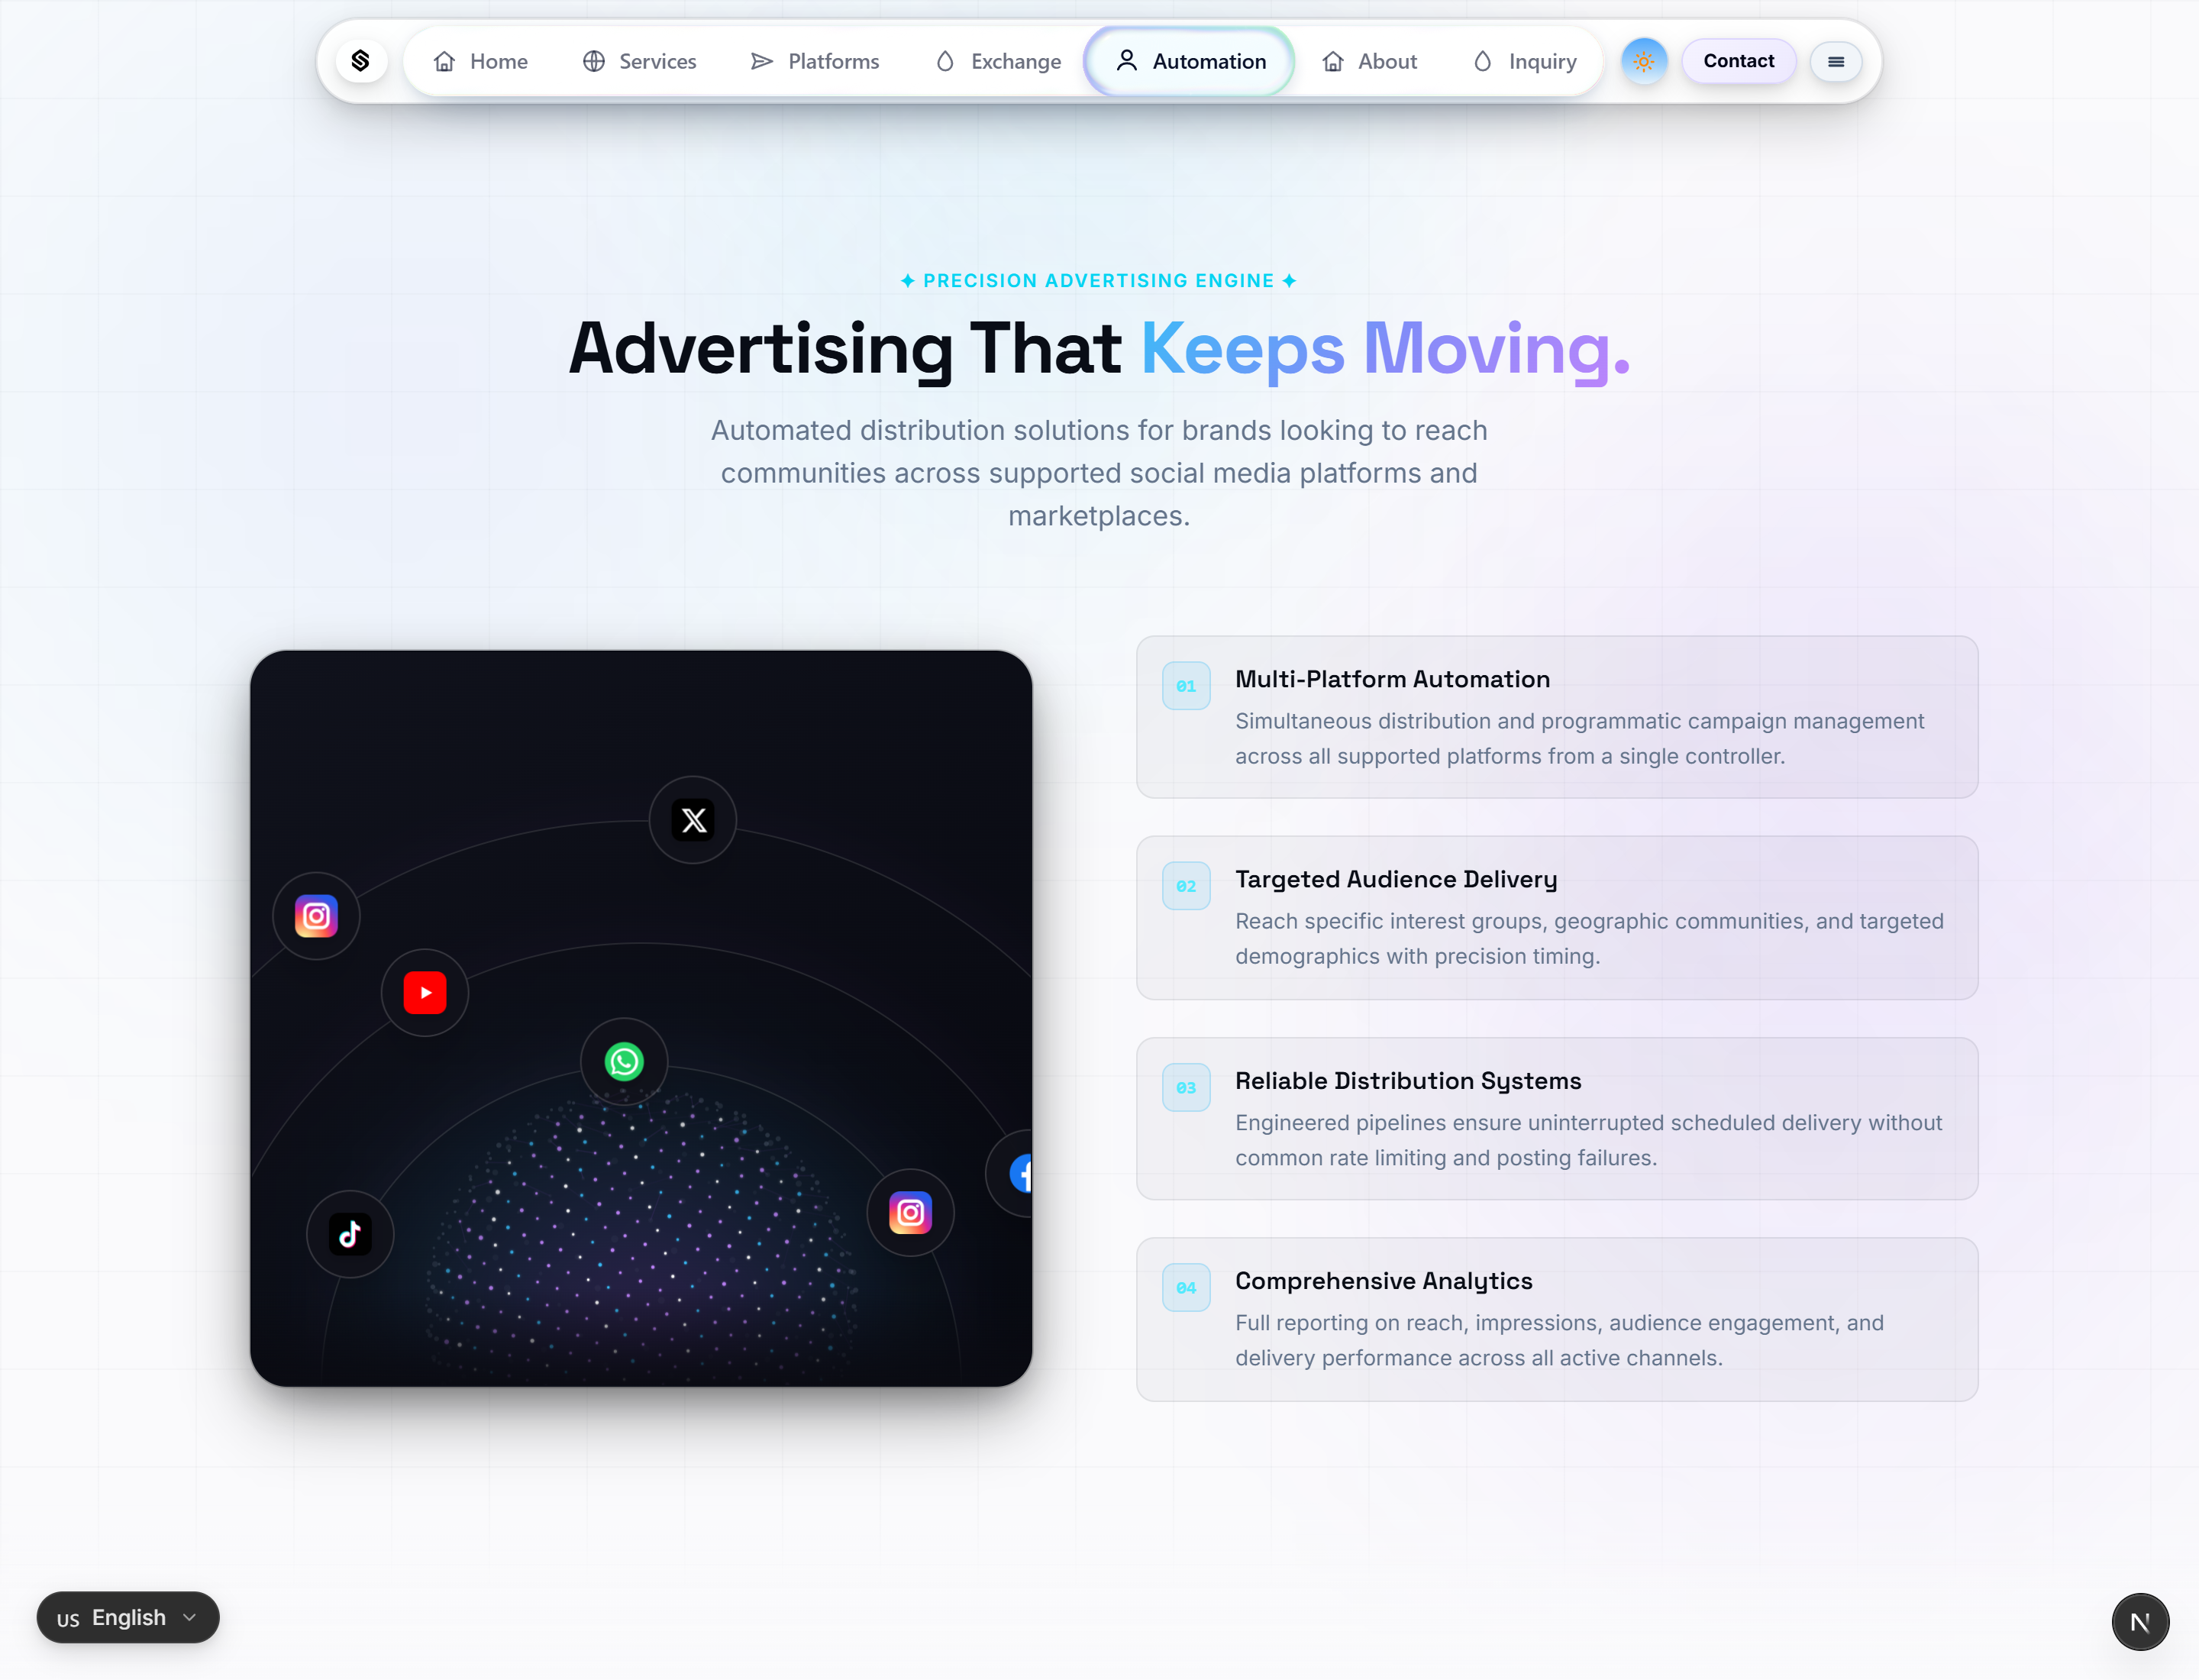 Home
Services
Platforms
Exchange
Automation
About
Inquiry
Contact
✦ PRECISION ADVERTISING ENGINE ✦
Advertising That Keeps Moving.
Automated distribution solutions for brands looking to reach
communities across supported social media platforms and
marketplaces.
01
Multi-Platform Automation
Simultaneous distribution and programmatic campaign management
across all supported platforms from a single controller.
02
Targeted Audience Delivery
Reach specific interest groups, geographic communities, and targeted
demographics with precision timing.
03
Reliable Distribution Systems
Engineered pipelines ensure uninterrupted scheduled delivery without
common rate limiting and posting failures.
04
Comprehensive Analytics
Full reporting on reach, impressions, audience engagement, and
delivery performance across all active channels.
US English
N